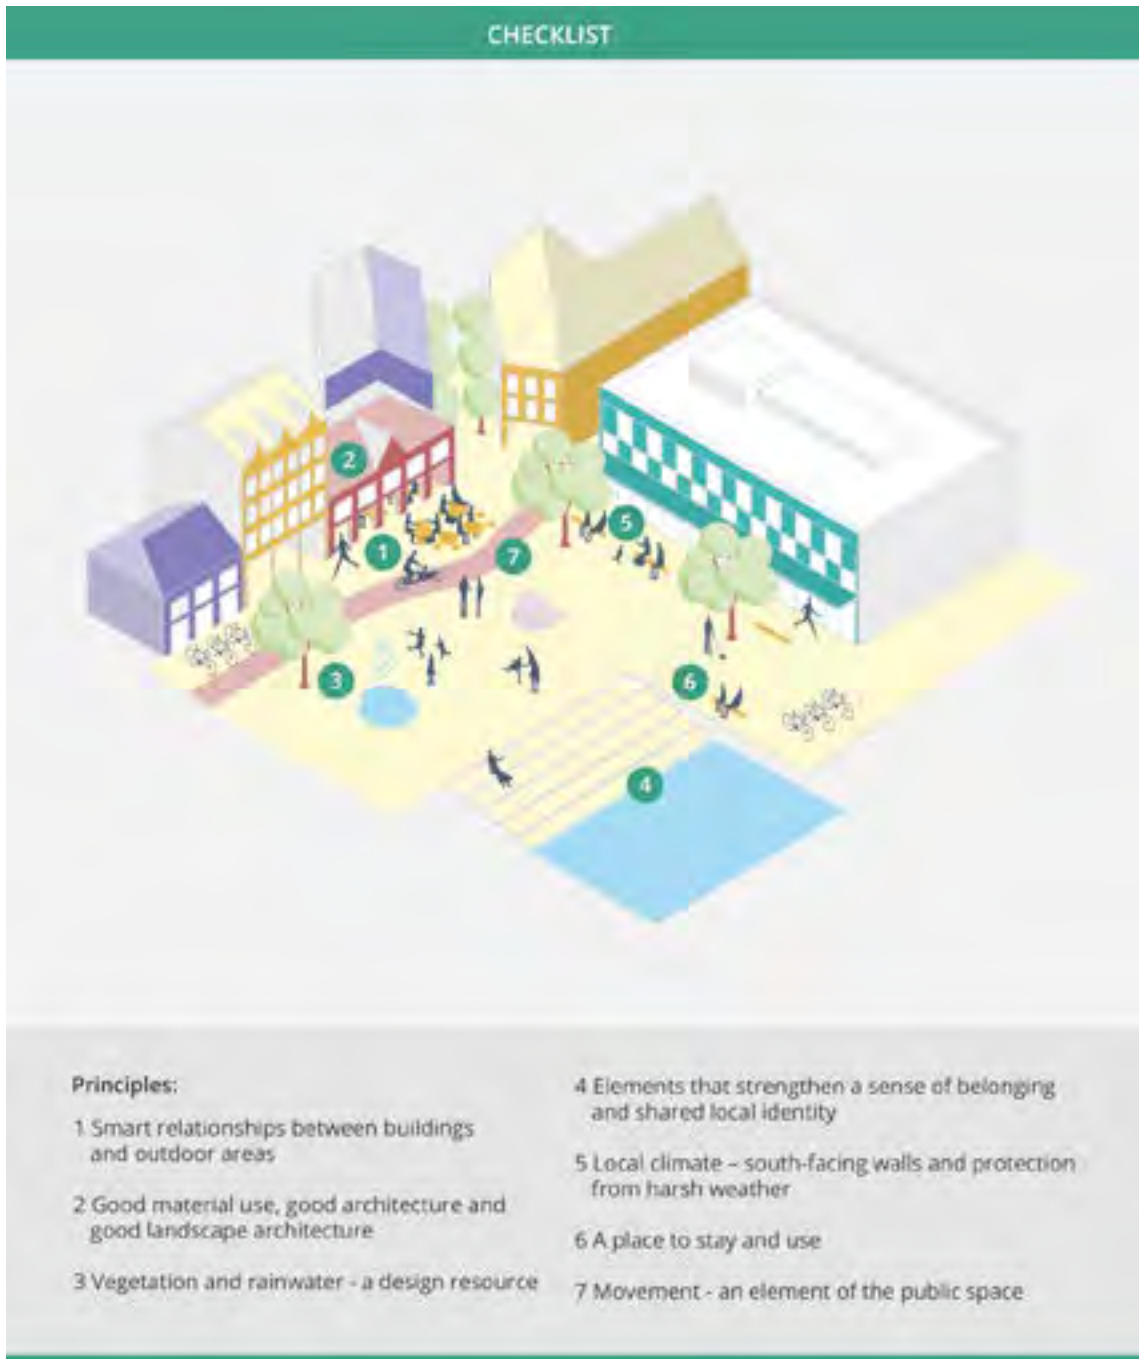 CHECKLIST
2
1
7
5
3
6
4
Principles:
1 Smart relationships between buildings
and outdoor areas
2 Good material use, good architecture and
good landscape architecture
3 Vegetation and rainwater - a design resource
4 Elements that strengthen a sense of belonging
and shared local identity
5 Local climate – south-facing walls and protection
from harsh weather
6 A place to stay and use
7 Movement - an element of the public space